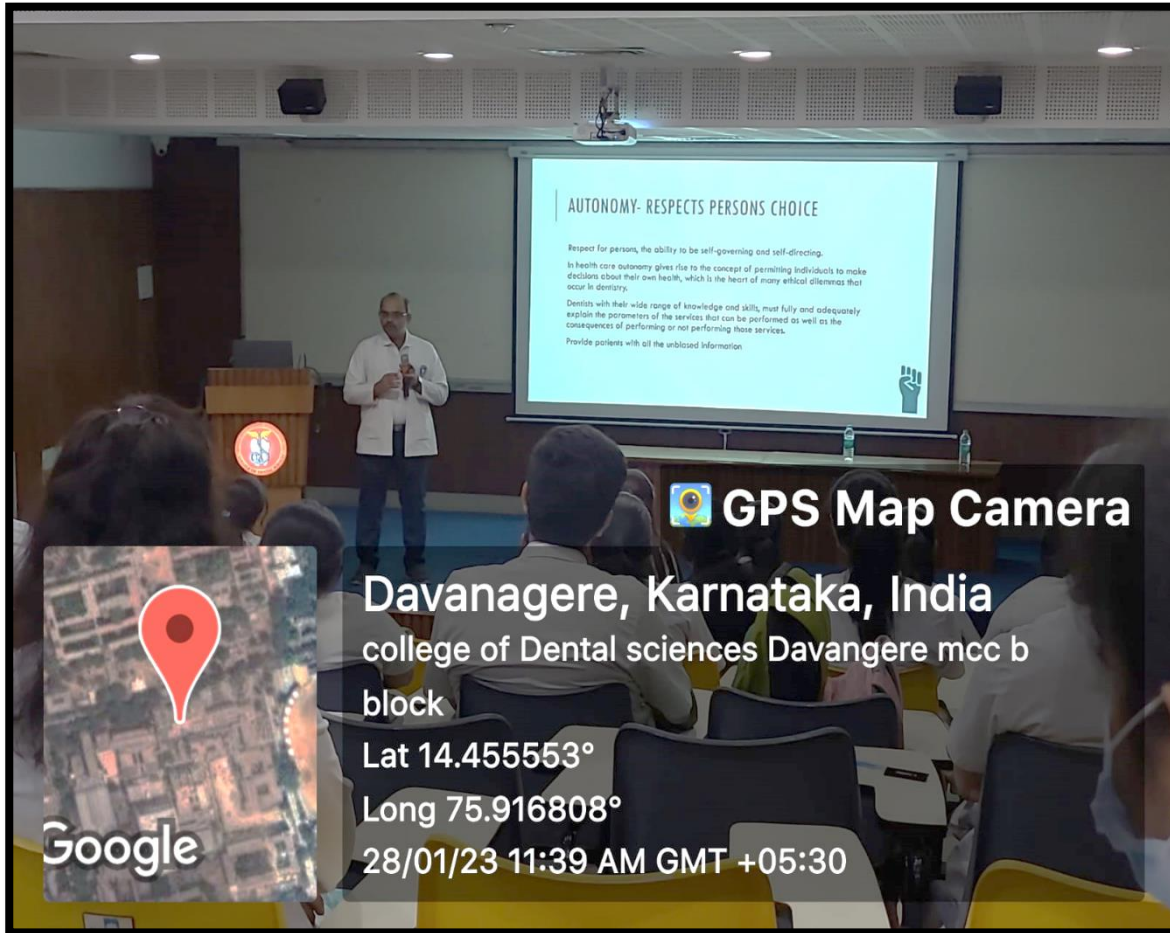 AUTONOMY- RESPECTS PERSONS CHOICE
Respect for persons, the ability to be self-governing and self-directing.
In health care autonomy gives rise to the concept of permitting individuals to make
decisions about their own health, which is the heart of many ethical dilemmas that
occur in dentistry.
Dentists with their wide range of knowledge and skills, must fully and adequately
explain the parameters of the services that can be performed as well as the
consequences of performing or not performing those services.
Provide patients with all the unbiased information
GPS Map Camera
Davanagere, Karnataka, India
college of Dental sciences Davangere mcc b
block
Lat 14.455553°
Long 75.916808°
28/01/23 11:39 AM GMT +05:30
Google